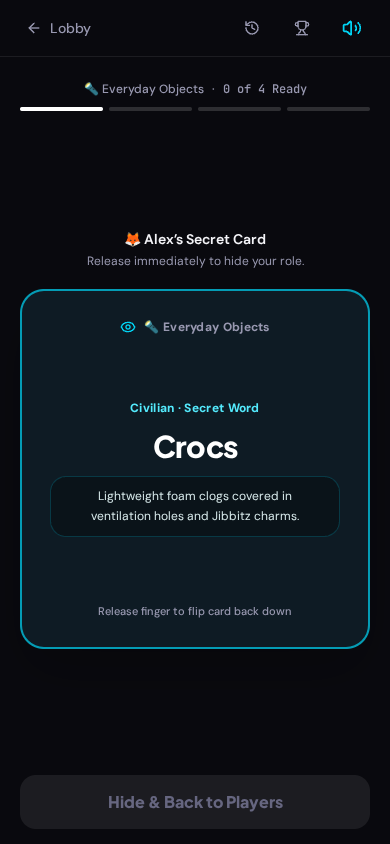 Lobby
🔦 Everyday Objects · 0 of 4 Ready
🦊 Alex’s Secret Card
Release immediately to hide your role.
🔦 Everyday Objects
Civilian · Secret Word
Crocs
Lightweight foam clogs covered in
ventilation holes and Jibbitz charms.
Release finger to flip card back down
Hide & Back to Players